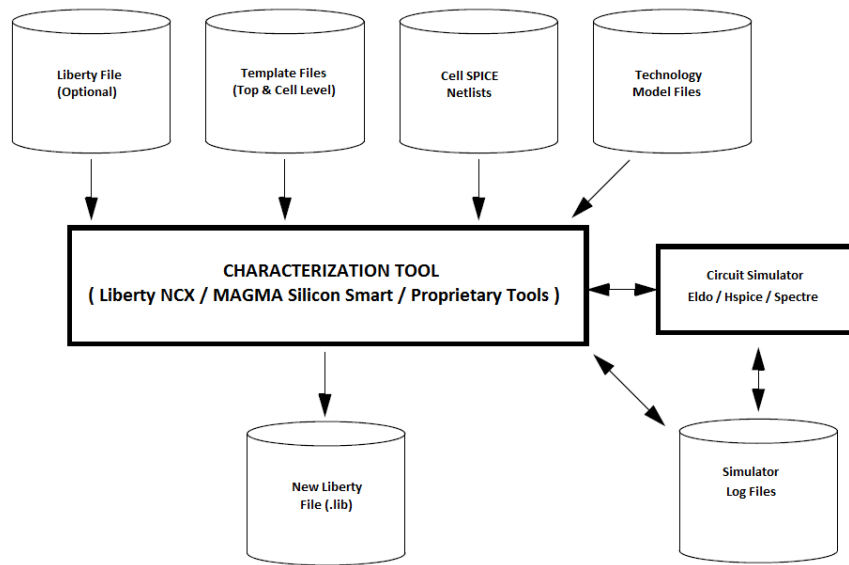 Liberty File
(Optional)
Template Files
(Top & Cell Level)
Cell SPICE
Netlists
Technology
Model Files
CHARACTERIZATION TOOL
( Liberty NCX / MAGMA Silicon Smart / Proprietary Tools )
Circuit Simulator
Eldo / Hspice / Spectre
New Liberty
File (.lib)
Simulator
Log Files